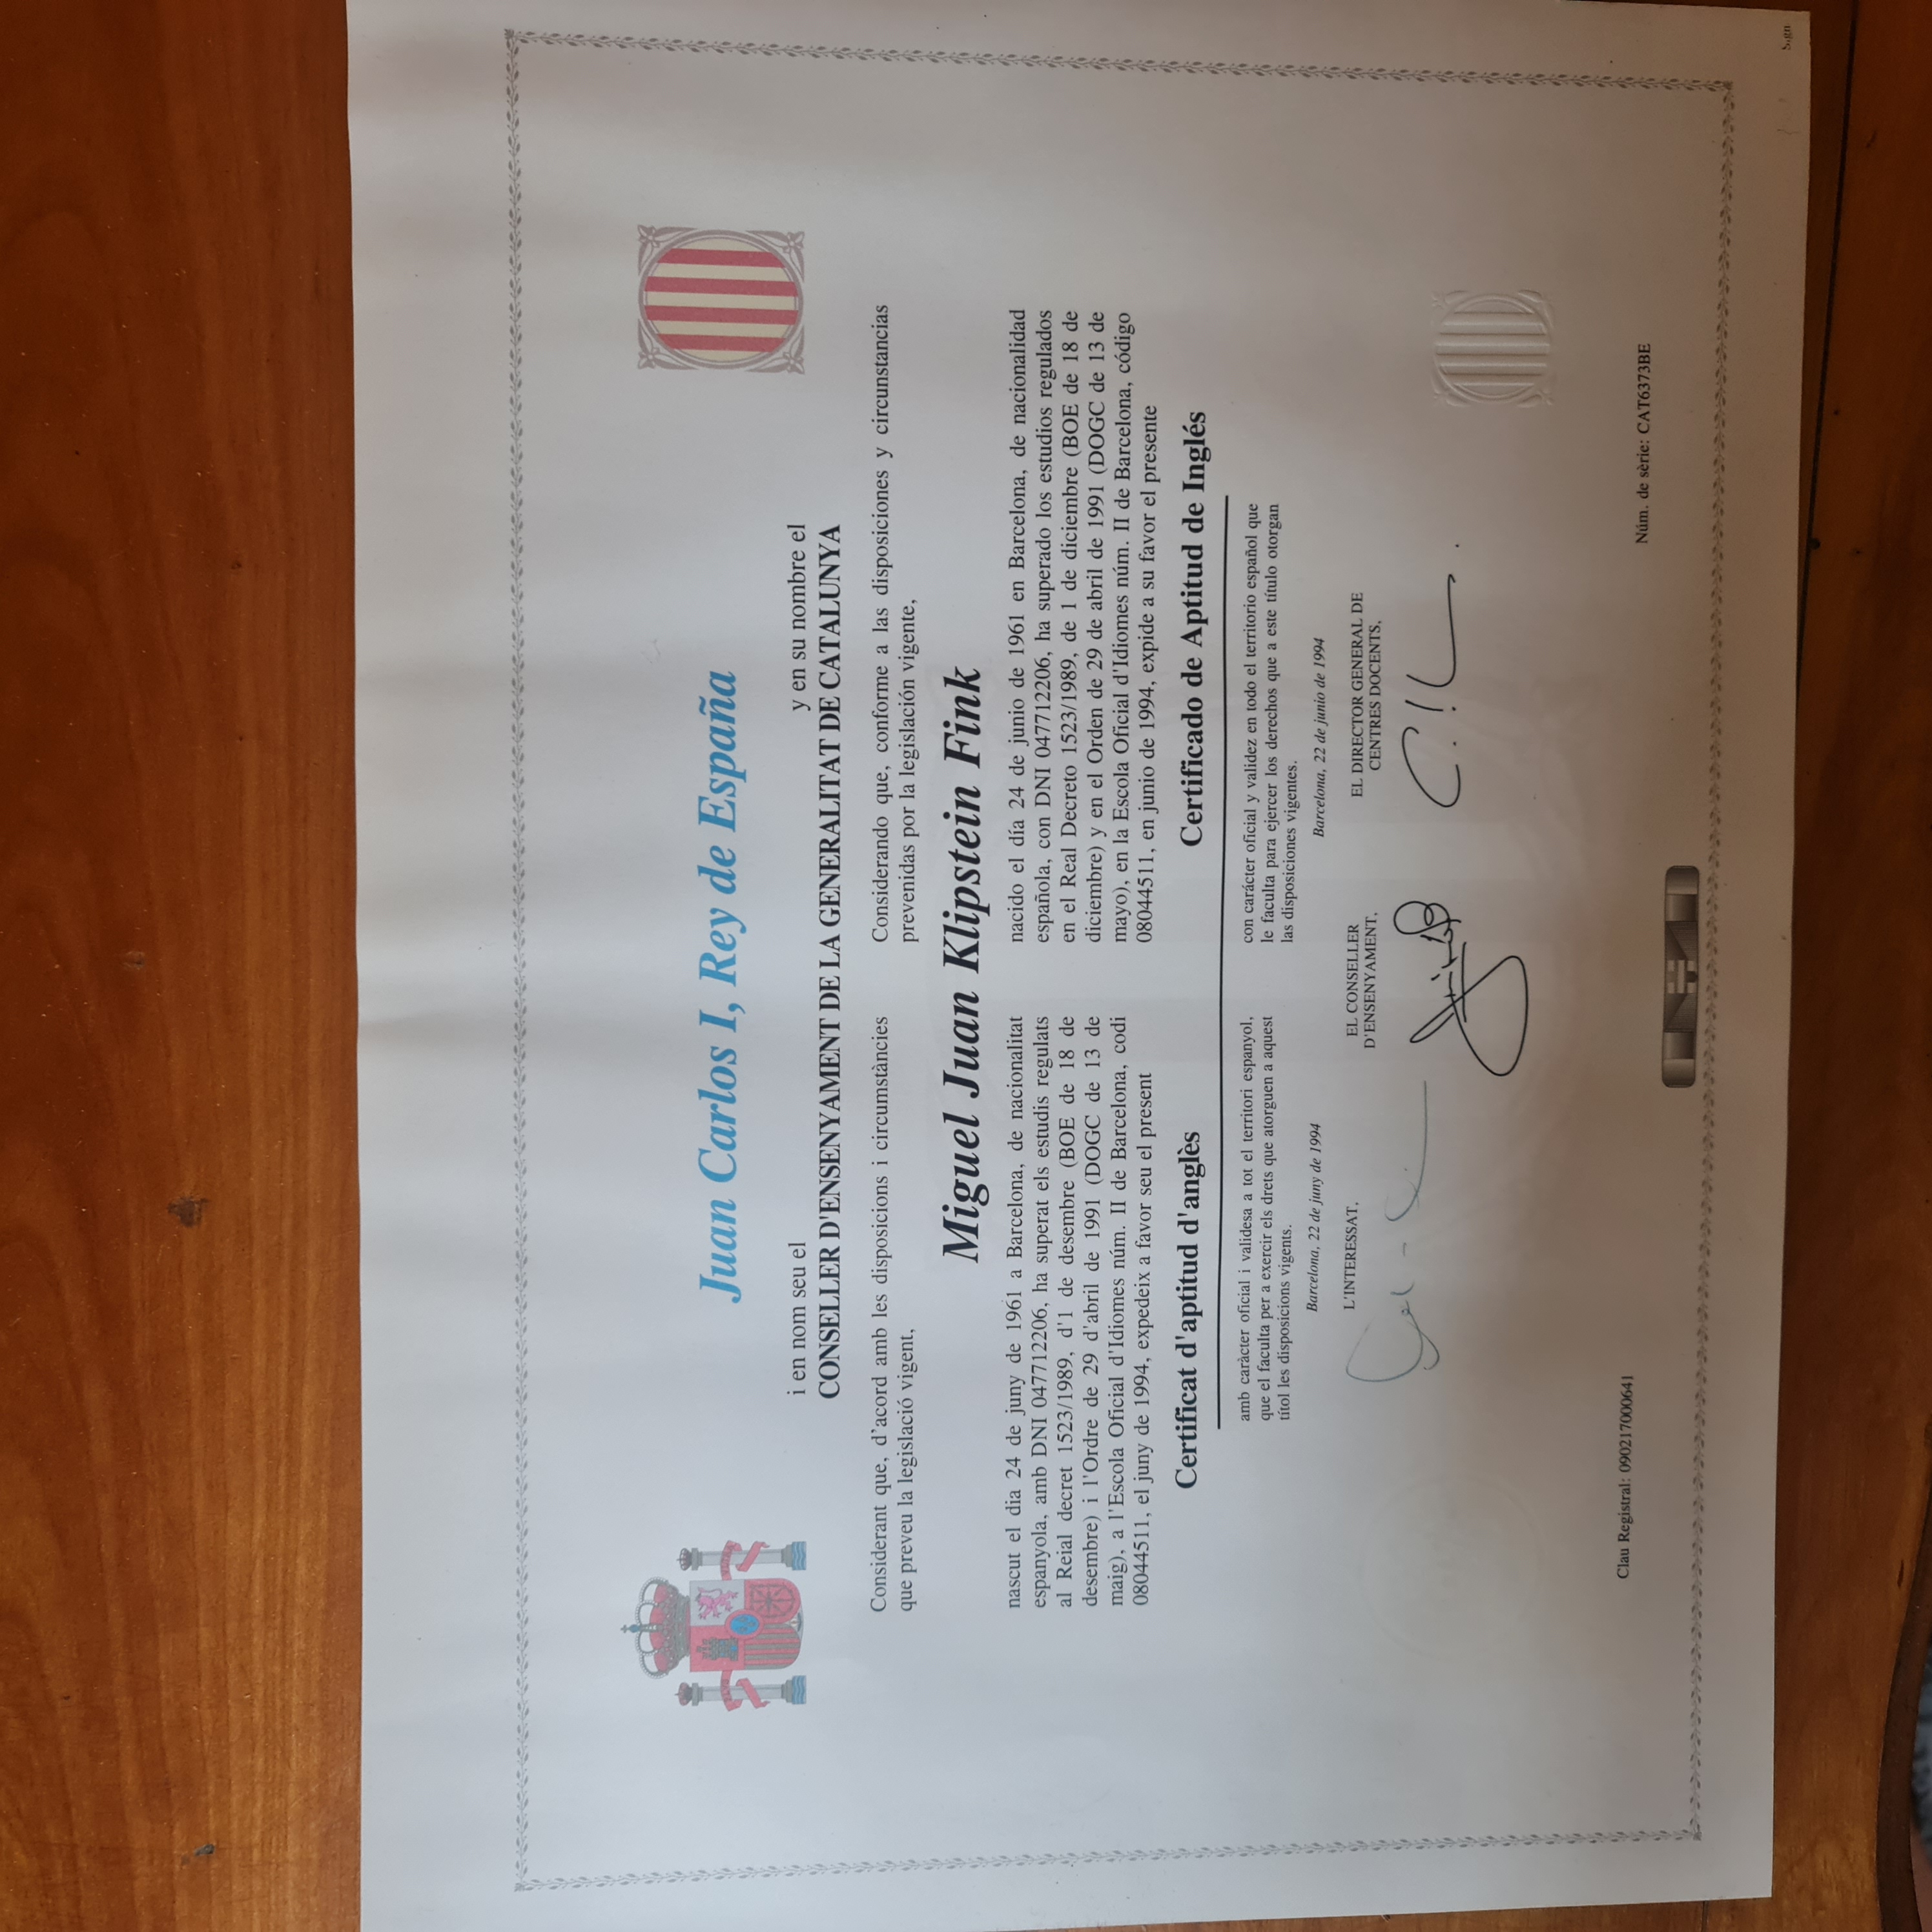 Juan Carlos I, Rey de España
i en nom seu el
y en su nombre el
CONSELLER D'ENSENYAMENT DE LA GENERALITAT DE CATALUNYA
Considerant que, d'acord amb les disposicions i circumstàncies
que preveu la legislació vigent,
Considerando que, conforme a las disposiciones y circunstancias
prevenidas por la legislación vigente,
Miguel Juan Klipstein Fink
nascut el dia 24 de juny de 1961 a Barcelona, de nacionalitat
espanyola, amb DNI 047712206, ha superat els estudis regulats
al Reial decret 1523/1989, d'1 de desembre (BOE de 18 de
desembre) i l'Ordre de 29 d'abril de 1991 (DOGC de 13 de
maig), a l'Escola Oficial d'Idiomes núm. II de Barcelona, codi
08044511, el juny de 1994, expedeix a favor seu el present
nacido el día 24 de junio de 1961 en Barcelona, de nacionalidad
española, con DNI 047712206, ha superado los estudios regulados
en el Real Decreto 1523/1989, de 1 de diciembre (BOE de 18 de
diciembre) y en el Orden de 29 de abril de 1991 (DOGC de 13 de
mayo), en la Escola Oficial d'Idiomes núm. II de Barcelona, código
08044511, en junio de 1994, expide a su favor el presente
Certificat d'aptitud d'anglès
Certificado de Aptitud de Inglés
amb caràcter oficial i validesa a tot el territori espanyol,
que el faculta per a exercir els drets que atorguen a aquest
títol les disposicions vigents.
con carácter oficial y validez en todo el territorio español que
le faculta para ejercer los derechos que a este título otorgan
las disposiciones vigentes.
Barcelona, 22 de juny de 1994
Barcelona, 22 de junio de 1994
L'INTERESSAT,
EL CONSELLER
D'ENSENYAMENT,
EL DIRECTOR GENERAL DE
CENTRES DOCENTS,
Clau Registral: 090217000641
Núm. de sèrie: CAT6373BE